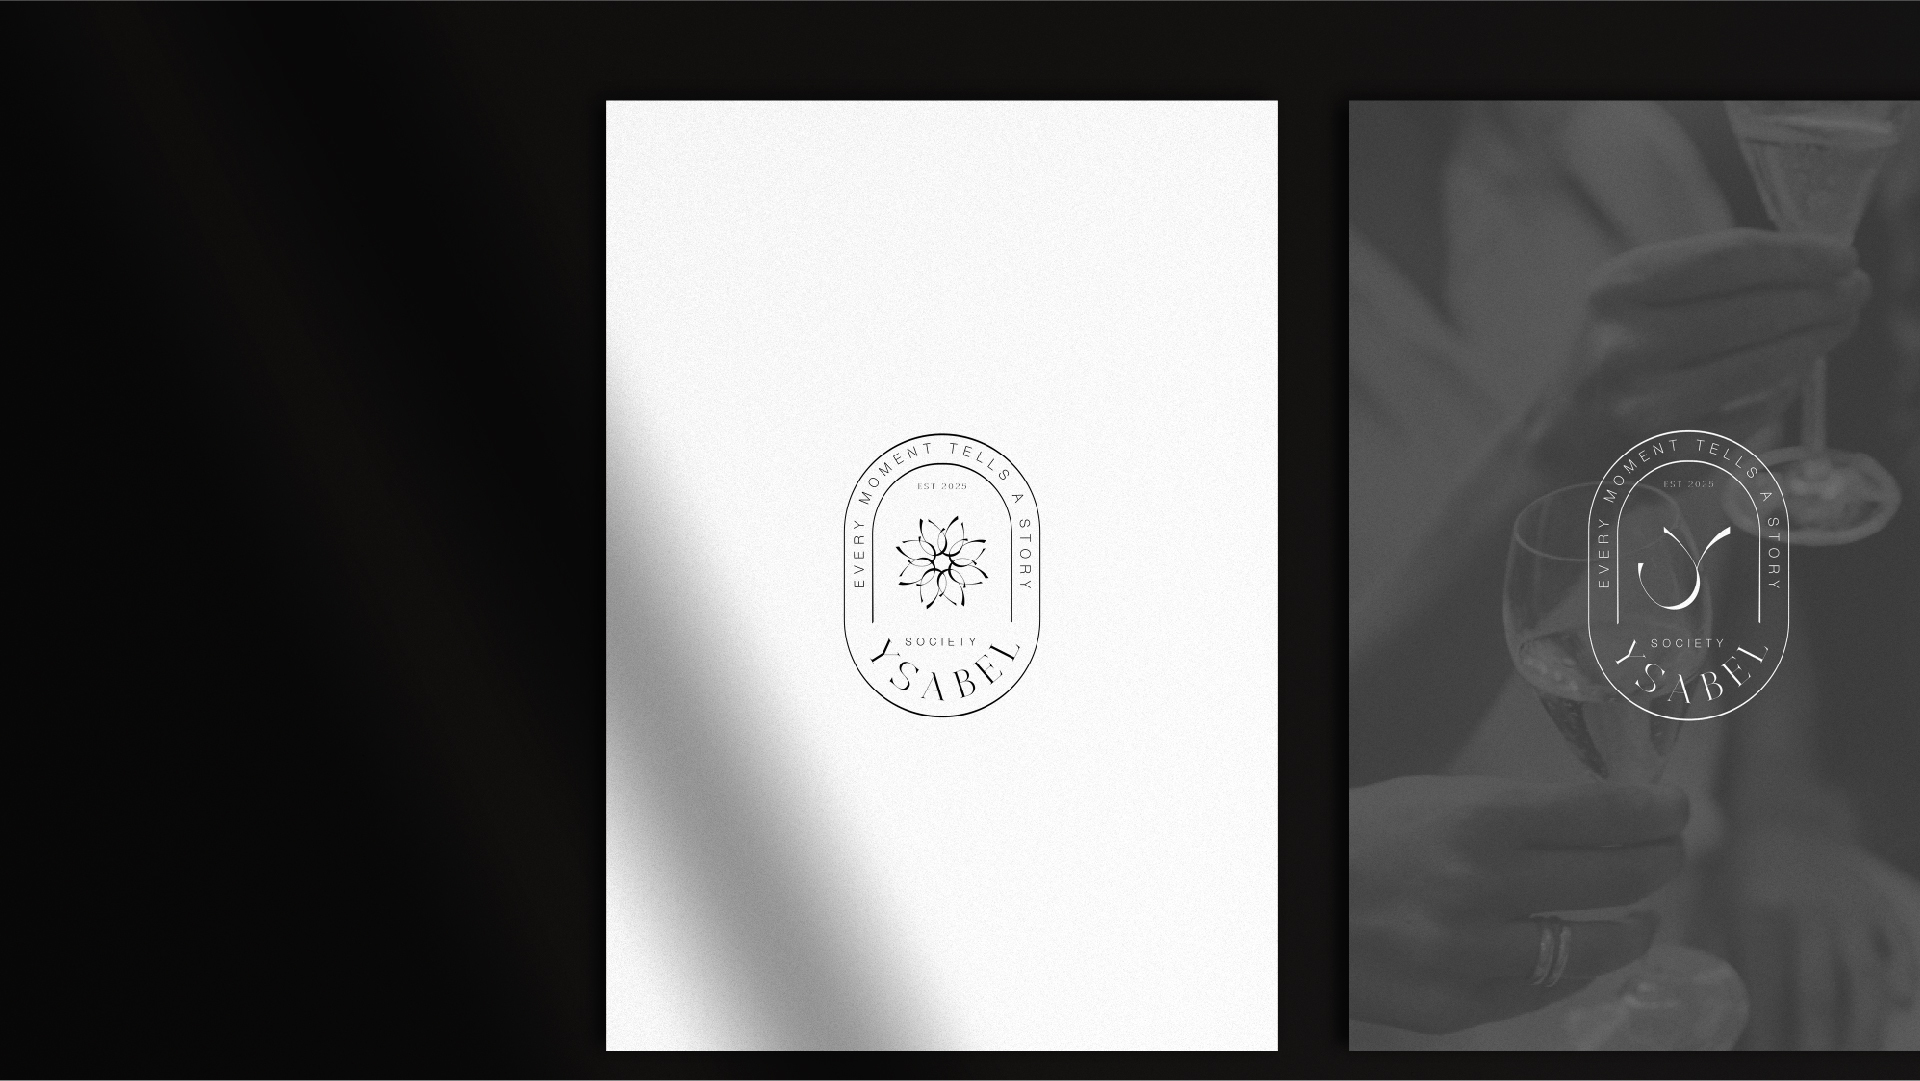 EVERY MOMENT TELLS A STORY
EST 2025
SOCIETY
YSABEL
EVERY MOMENT TELLS A STORY
EST 2025
Y
SOCIETY
YSABEL